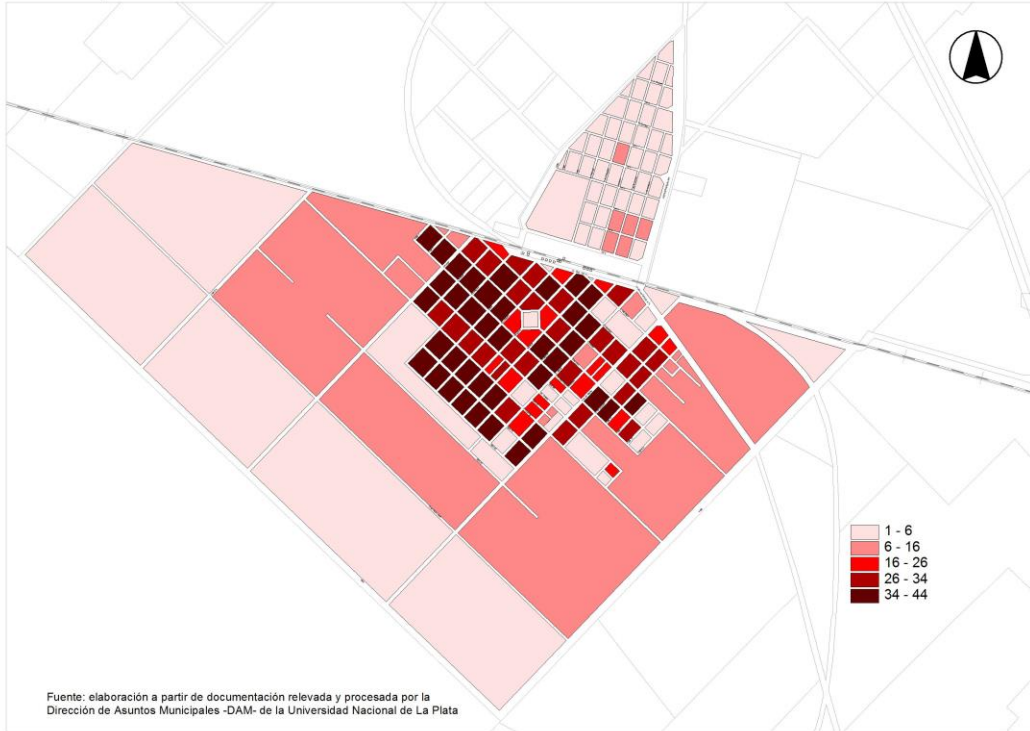 1 - 6
6 - 16
16 - 26
26 - 34
34 - 44
Fuente: elaboración a partir de documentación relevada y procesada por la
Dirección de Asuntos Municipales -DAM- de la Universidad Nacional de La Plata